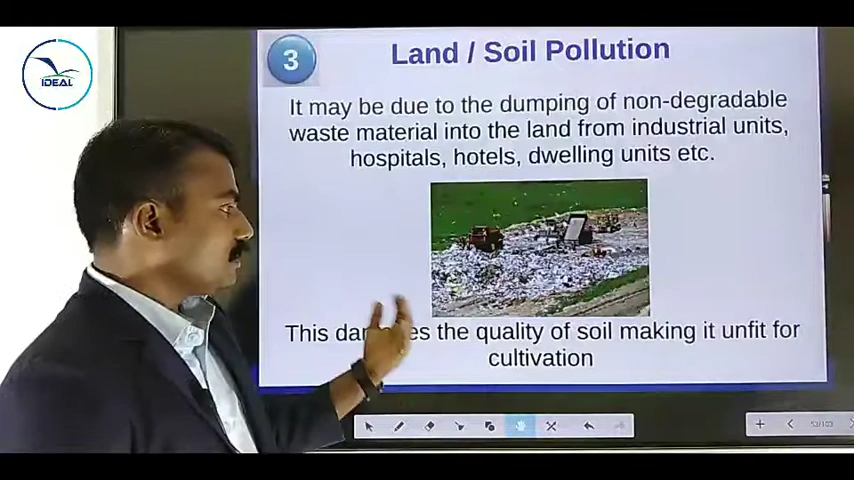 IDEAL
3
Land / Soil Pollution
It may be due to the dumping of non-degradable
waste material into the land from industrial units,
hospitals, hotels, dwelling units etc.
This the quality of soil making it unfit for
cultivation
53/103